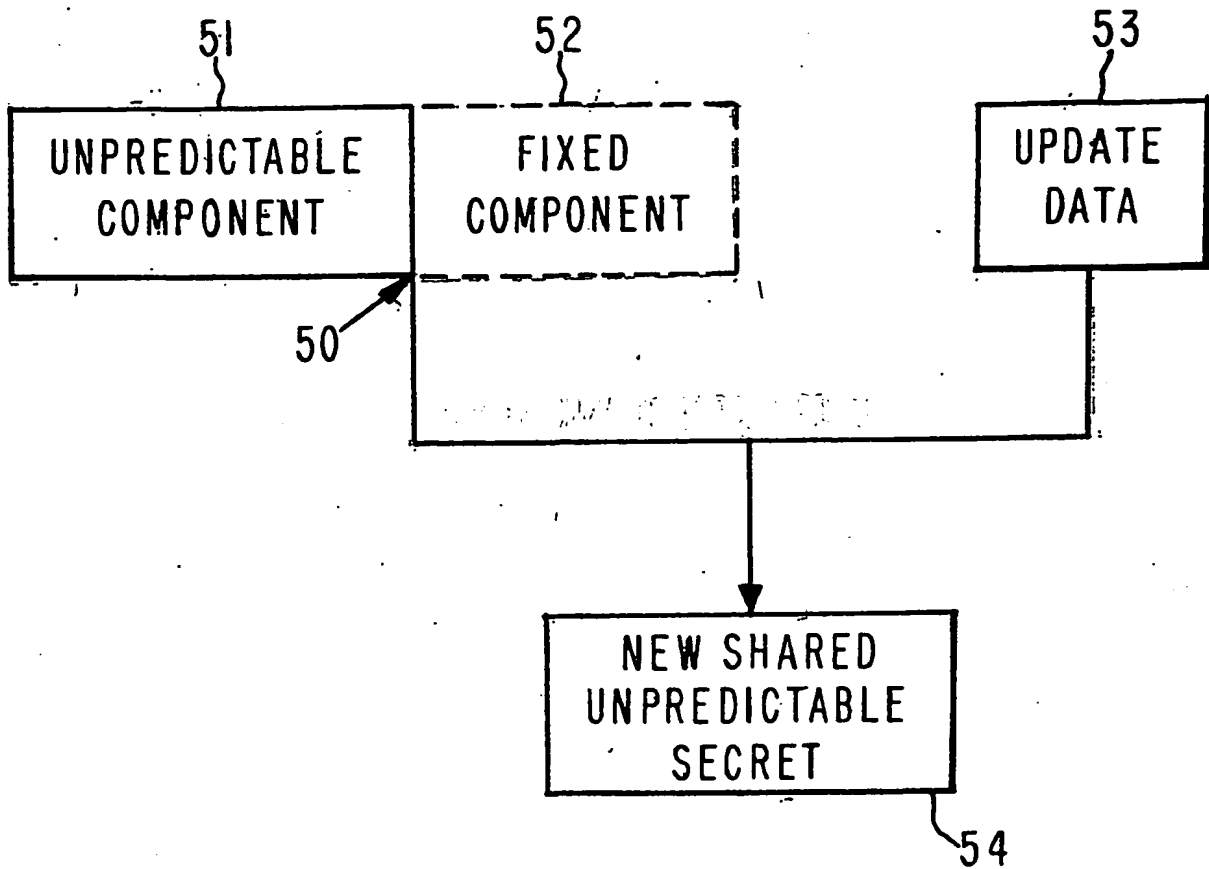 51
52
53
UNPREDICTABLE
COMPONENT
FIXED
COMPONENT
UPDATE
DATA
50
NEW SHARED
UNPREDICTABLE
SECRET
54